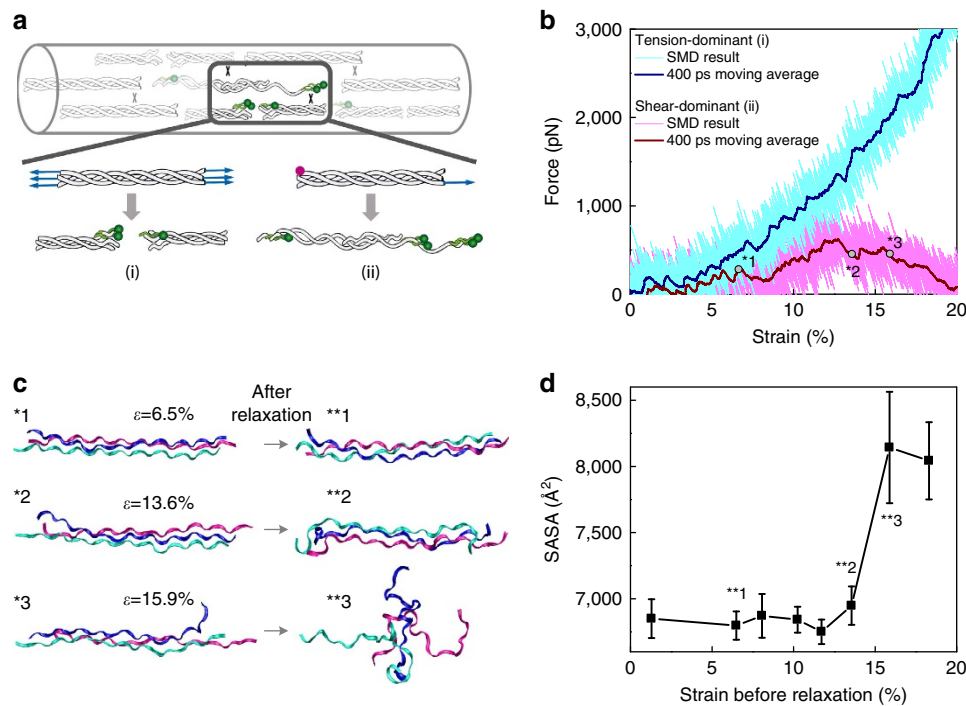 a
(i)
(ii)
b
3,000
2,000
1,000
0
Force (pN)
Tension-dominant (i)
SMD result
400 ps moving average
Shear-dominant (ii)
SMD result
400 ps moving average
*1
*2
*3
0
5
10
15
20
Strain (%)
c
After
relaxation
*1
ε=6.5%
**1
*2
ε=13.6%
**2
*3
ε=15.9%
**3
d
8,500
8,000
7,500
7,000
SASA (Å²)
**1
**2
**3
0
5
10
15
20
Strain before relaxation (%)